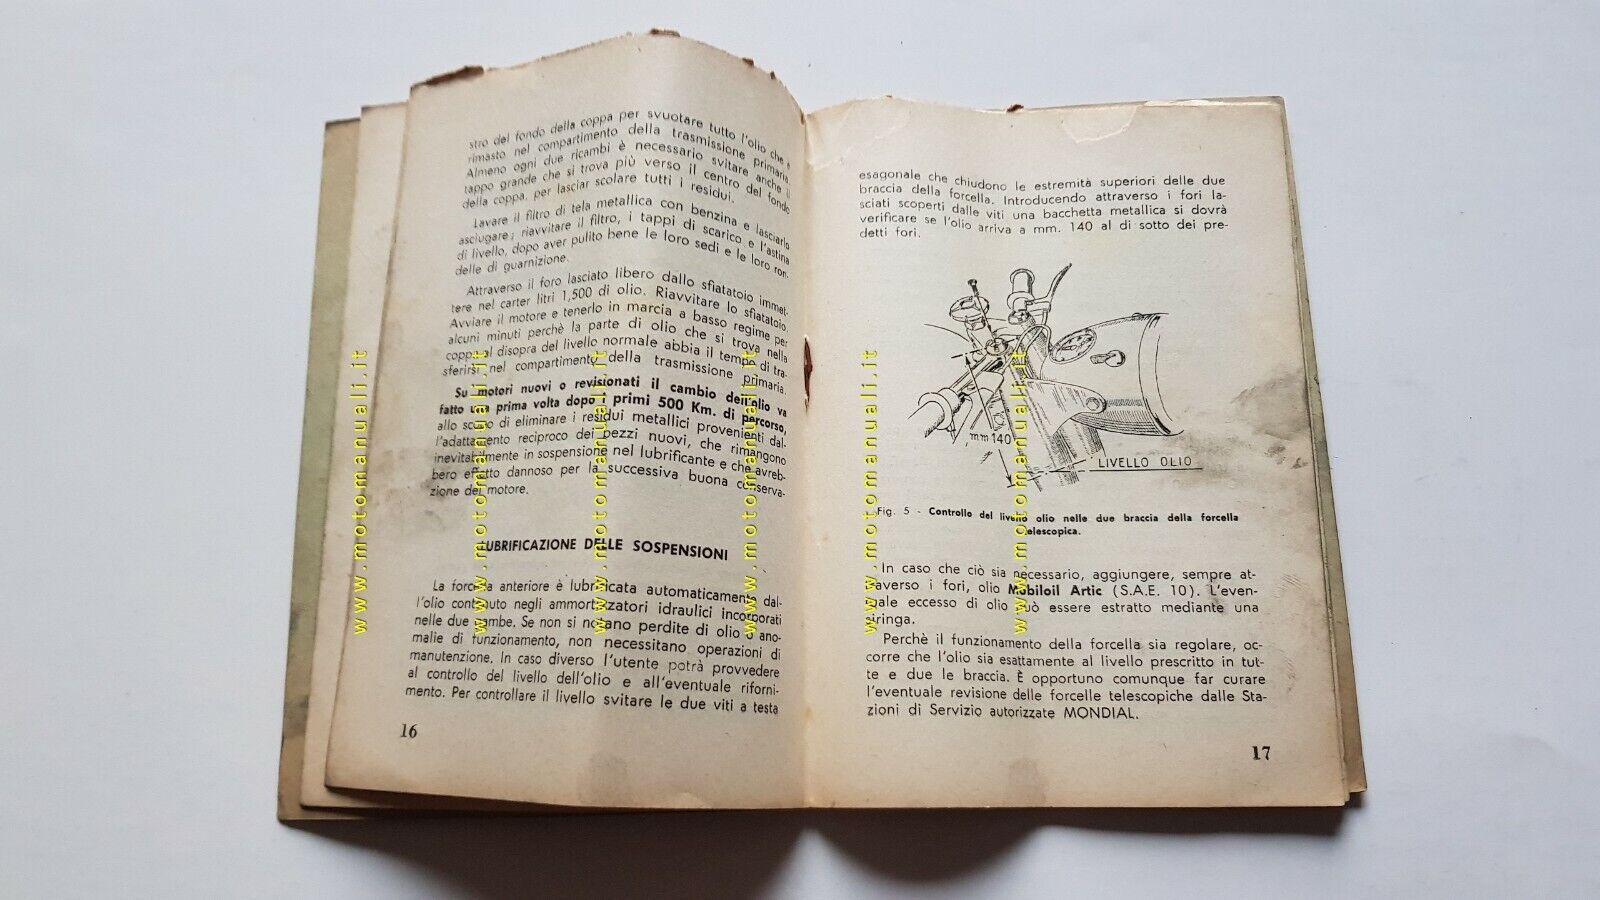 stro del fondo della coppa per svuotare tutto l'olio che è
rimasto nel compartimento della trasmissione primaria.
Almeno ogni due ricambi è necessario svitare anche il
tappo grande che si trova più verso il centro del fondo
della coppa, per lasciar scolare tutti i residui.
Lavare il filtro di tela metallica con benzina e lasciarlo
asciugare; riavvitare il filtro, i tappi di scarico e l'astina
di livello, dopo aver pulito bene le loro sedi e le loro ron-
delle di guarnizione.
Attraverso il foro lasciato libero dallo sfiatatoio immet-
tere nel carter litri 1,500 di olio. Riavvitare lo sfiatatoio.
Avviare il motore e tenerlo in marcia a basso regime per
alcuni minuti perchè la parte di olio che si trova nella
coppa al disopra del livello normale abbia il tempo di tra-
sferirsi nel compartimento della trasmissione primaria.
Su motori nuovi o revisionati il cambio dell'olio va
fatto una prima volta dopo i primi 500 Km. di percorso,
allo scopo di eliminare i residui metallici provenienti dal-
l'adattamento reciproco dei pezzi nuovi, che rimangono
inevitabilmente in sospensione nel lubrificante e che avreb-
bero effetto dannoso per la successiva buona conserva-
zione del motore.
LUBRIFICAZIONE DELLE SOSPENSIONI
La forcella anteriore è lubrificata automaticamente dal-
l'olio contenuto negli ammortizzatori idraulici incorporati
nelle due gambe. Se non si notano perdite di olio o ano-
malie di funzionamento, non necessitano operazioni di
manutenzione. In caso diverso l'utente potrà provvedere
al controllo del livello dell'olio e all'eventuale riforni-
mento. Per controllare il livello svitare le due viti a testa
16
esagonale che chiudono le estremità superiori delle due
braccia della forcella. Introducendo attraverso i fori la-
sciati scoperti dalle viti una bacchetta metallica si dovrà
verificare se l'olio arriva a mm. 140 al di sotto dei pre-
detti fori.
mm 140
LIVELLO OLIO
Fig. 5 - Controllo del livello olio nelle due braccia della forcella
telescopica.
In caso che ciò sia necessario, aggiungere, sempre at-
traverso i fori, olio Mobiloil Artic (S.A.E. 10). L'even-
tuale eccesso di olio può essere estratto mediante una
siringa.
Perchè il funzionamento della forcella sia regolare, oc-
corre che l'olio sia esattamente al livello prescritto in tut-
te e due le braccia. È opportuno comunque far curare
l'eventuale revisione delle forcelle telescopiche dalle Sta-
zioni di Servizio autorizzate MONDIAL.
17
www.motomanuali.it
www.motomanuali.it
www.motomanuali.it
www.motomanuali.it
www.motomanuali.it
www.motomanuali.it